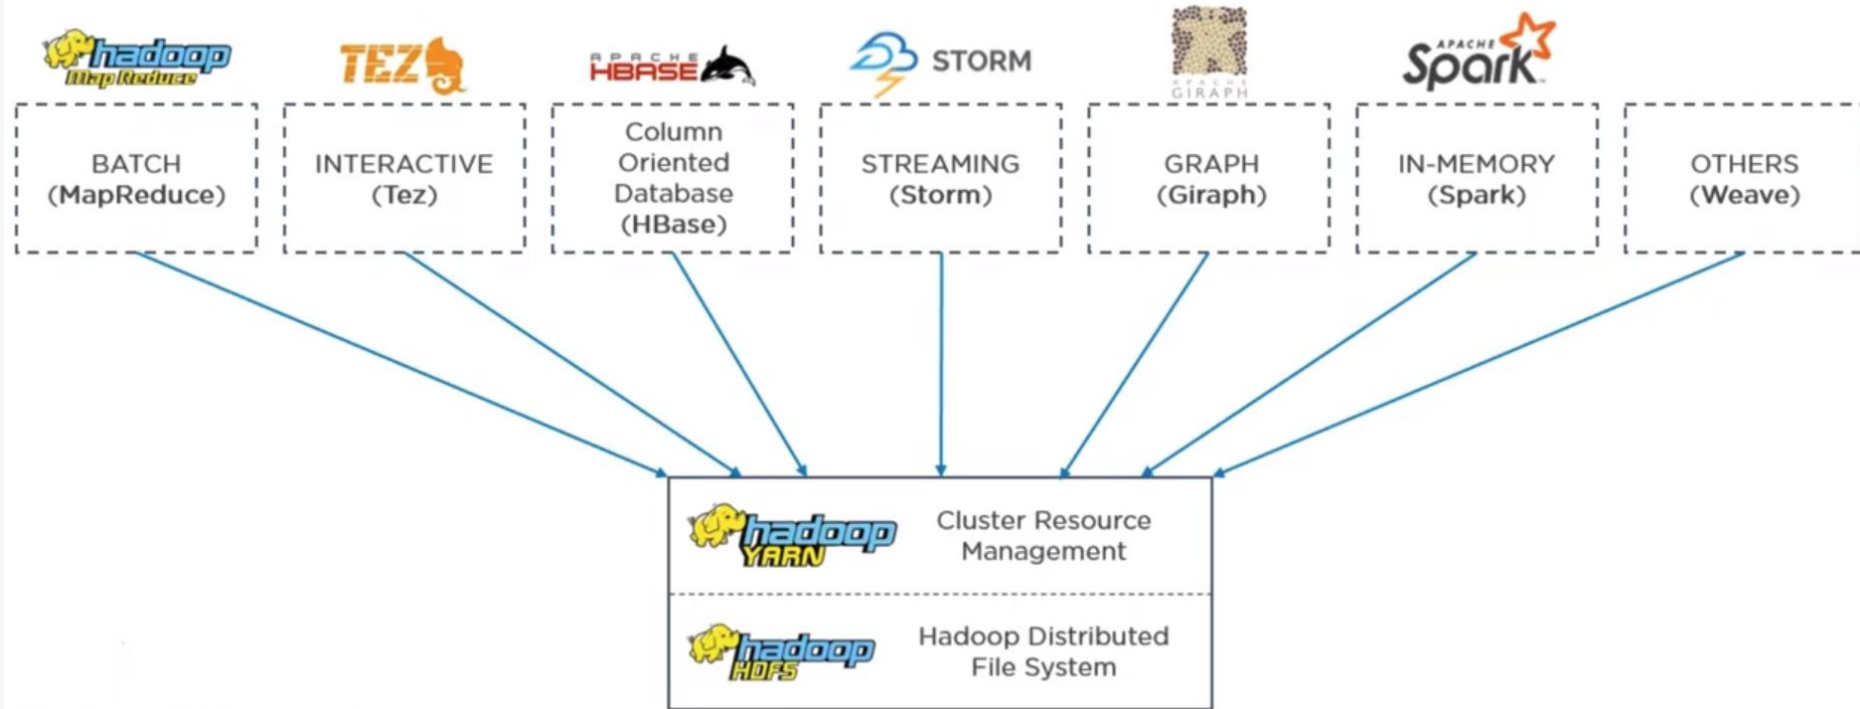 hadoop
Map Reduce
TEZ
APACHE
HBASE
STORM
APACHE
GIRAPH
APACHE
Spark™
BATCH
(MapReduce)
INTERACTIVE
(Tez)
Column
Oriented
Database
(HBase)
STREAMING
(Storm)
GRAPH
(Giraph)
IN-MEMORY
(Spark)
OTHERS
(Weave)
hadoop
YARN
Cluster Resource
Management
hadoop
HDFS
Hadoop Distributed
File System